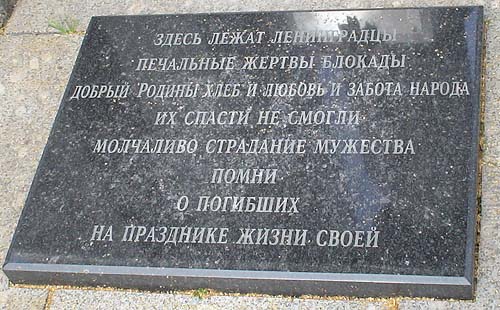 ЗДЕСЬ ЛЕЖАТ ЛЕНИНГРАДЦЫ
ПЕЧАЛЬНЫЕ ЖЕРТВЫ БЛОКАДЫ
ДОБРЫЙ РОДИНЫ ХЛЕБ И ЛЮБОВЬ И ЗАБОТА НАРОДА
ИХ СПАСТИ НЕ СМОГЛИ
МОЛЧАЛИВО СТРАДАНИЕ МУЖЕСТВА
ПОМНИ
О ПОГИБШИХ
НА ПРАЗДНИКЕ ЖИЗНИ СВОЕЙ